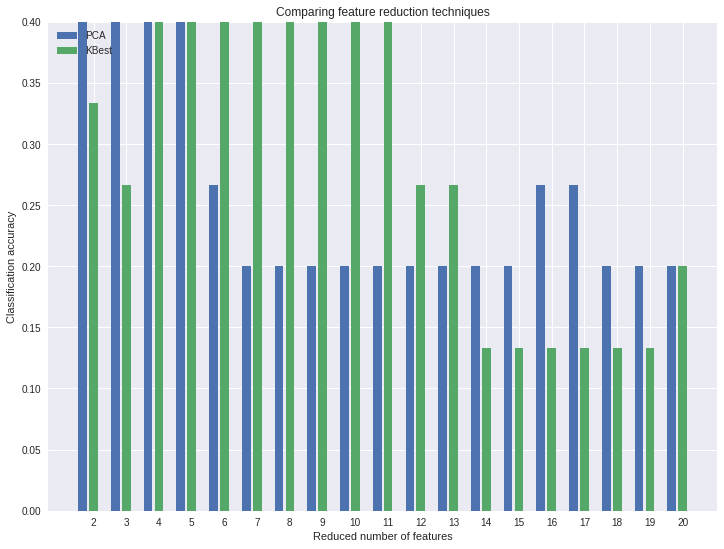 Comparing feature reduction techniques
PCA
KBest
0.40
0.35
0.30
0.25
0.20
0.15
0.10
0.05
0.00
Classification accuracy
2 3 4 5 6 7 8 9 10 11 12 13 14 15 16 17 18 19 20
Reduced number of features